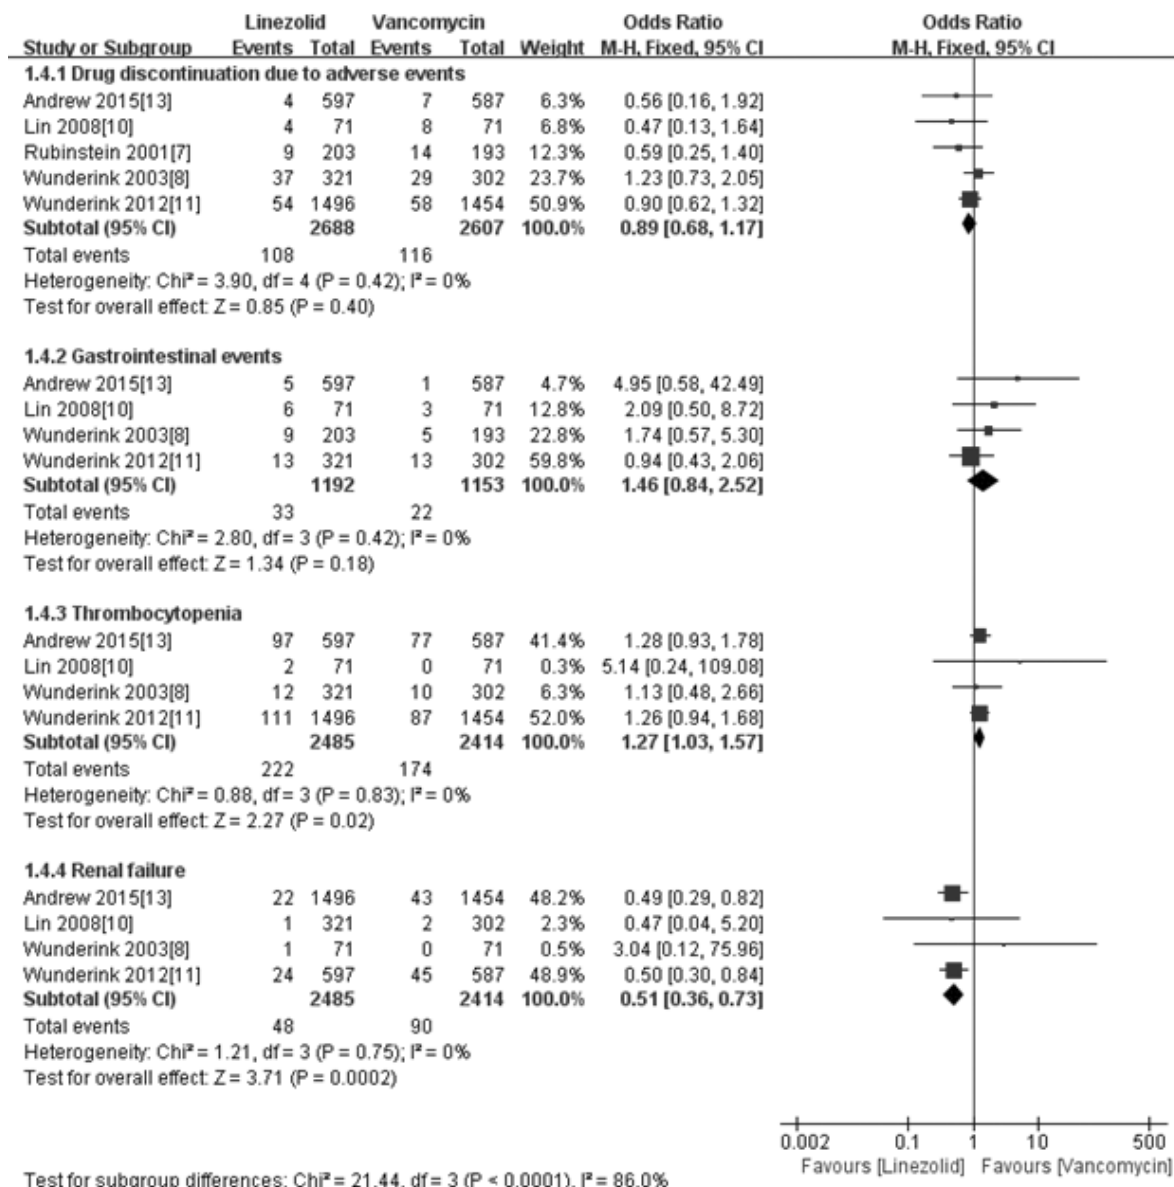 Linezolid Vancomycin Odds Ratio Odds Ratio
Study or Subgroup Events Total Events Total Weight M-H, Fixed, 95% CI M-H, Fixed, 95% CI
1.4.1 Drug discontinuation due to adverse events
Andrew 2015[13] 4 597 7 587 6.3% 0.56 [0.16, 1.92]
Lin 2008[10] 4 71 8 71 6.8% 0.47 [0.13, 1.64]
Rubinstein 2001[7] 9 203 14 193 12.3% 0.59 [0.25, 1.40]
Wunderink 2003[8] 37 321 29 302 23.7% 1.23 [0.73, 2.05]
Wunderink 2012[11] 54 1496 58 1454 50.9% 0.90 [0.62, 1.32]
Subtotal (95% CI) 2688 2607 100.0% 0.89 [0.68, 1.17]
Total events 108 116
Heterogeneity: Chi² = 3.90, df = 4 (P = 0.42); I² = 0%
Test for overall effect: Z = 0.85 (P = 0.40)
1.4.2 Gastrointestinal events
Andrew 2015[13] 5 597 1 587 4.7% 4.95 [0.58, 42.49]
Lin 2008[10] 6 71 3 71 12.8% 2.09 [0.50, 8.72]
Wunderink 2003[8] 9 203 5 193 22.8% 1.74 [0.57, 5.30]
Wunderink 2012[11] 13 321 13 302 59.8% 0.94 [0.43, 2.06]
Subtotal (95% CI) 1192 1153 100.0% 1.46 [0.84, 2.52]
Total events 33 22
Heterogeneity: Chi² = 2.80, df = 3 (P = 0.42); I² = 0%
Test for overall effect: Z = 1.34 (P = 0.18)
1.4.3 Thrombocytopenia
Andrew 2015[13] 97 597 77 587 41.4% 1.28 [0.93, 1.78]
Lin 2008[10] 2 71 0 71 0.3% 5.14 [0.24, 109.08]
Wunderink 2003[8] 12 321 10 302 6.3% 1.13 [0.48, 2.66]
Wunderink 2012[11] 111 1496 87 1454 52.0% 1.26 [0.94, 1.68]
Subtotal (95% CI) 2485 2414 100.0% 1.27 [1.03, 1.57]
Total events 222 174
Heterogeneity: Chi² = 0.88, df = 3 (P = 0.83); I² = 0%
Test for overall effect: Z = 2.27 (P = 0.02)
1.4.4 Renal failure
Andrew 2015[13] 22 1496 43 1454 48.2% 0.49 [0.29, 0.82]
Lin 2008[10] 1 321 2 302 2.3% 0.47 [0.04, 5.20]
Wunderink 2003[8] 1 71 0 71 0.5% 3.04 [0.12, 75.96]
Wunderink 2012[11] 24 597 45 587 48.9% 0.50 [0.30, 0.84]
Subtotal (95% CI) 2485 2414 100.0% 0.51 [0.36, 0.73]
Total events 48 90
Heterogeneity: Chi² = 1.21, df = 3 (P = 0.75); I² = 0%
Test for overall effect: Z = 3.71 (P = 0.0002)
0.002 0.1 1 10 500
Favours [Linezolid] Favours [Vancomycin]
Test for subgroup differences: Chi² = 21.44, df = 3 (P < 0.0001), I² = 86.0%